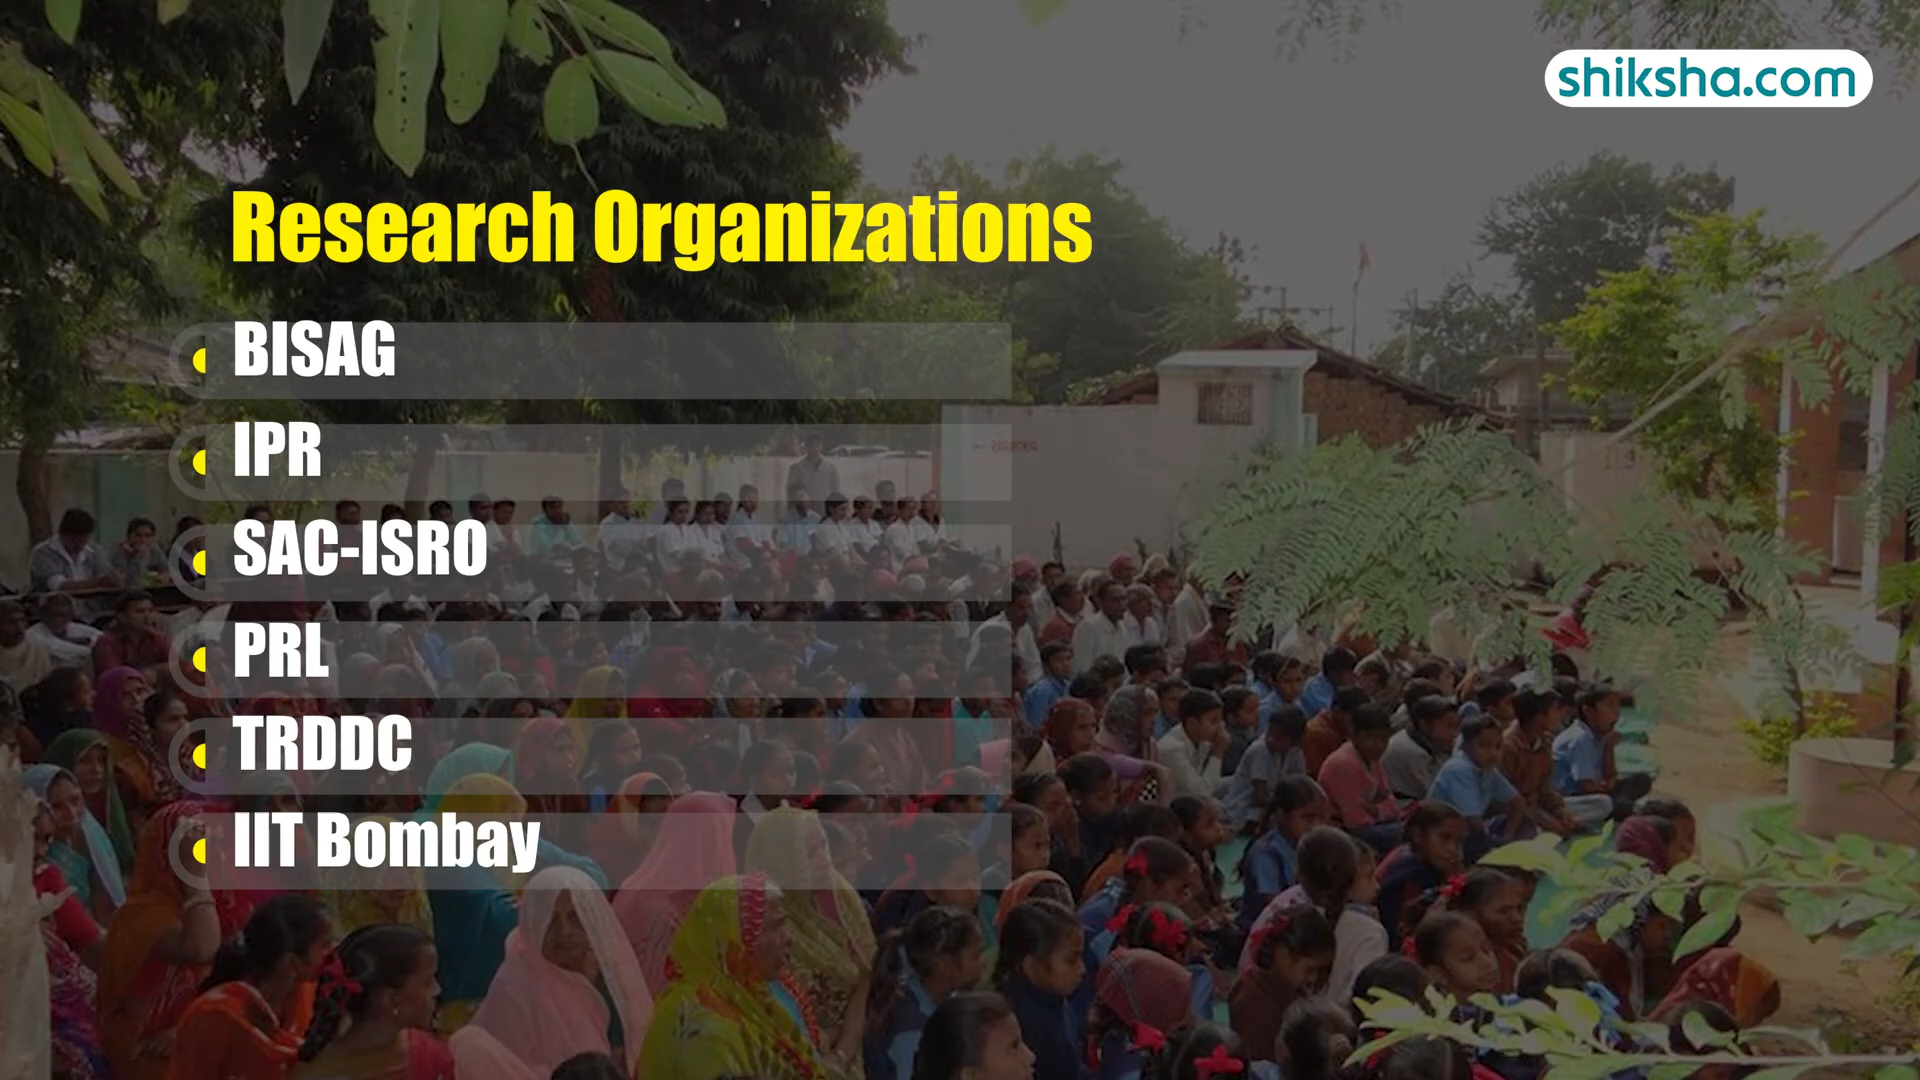 shiksha.com
Research Organizations
BISAG
IPR
SAC-ISRO
PRL
TRDDC
IIT Bombay